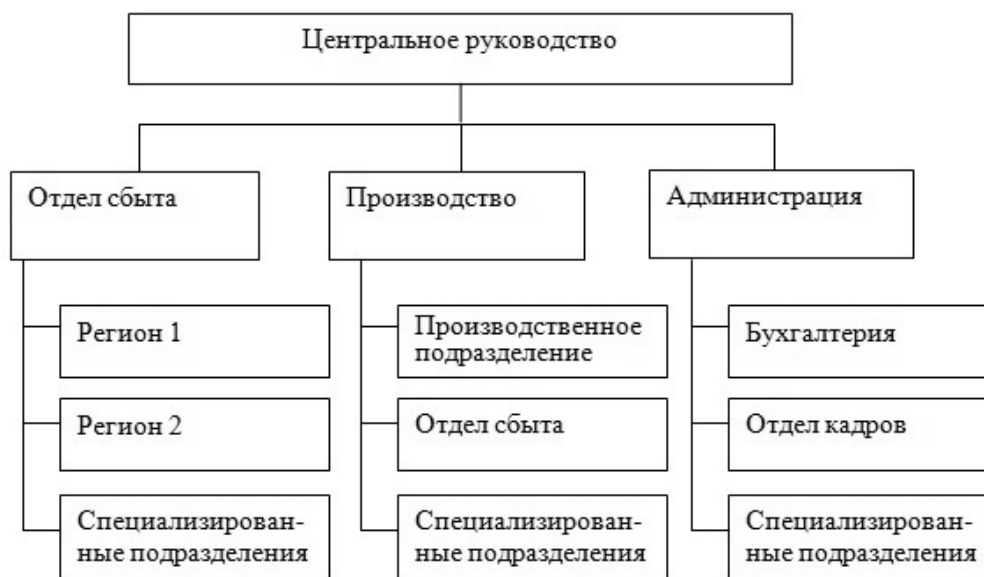 Центральное руководство
Отдел сбыта
Производство
Администрация
Регион 1
Производственное
подразделение
Бухгалтерия
Регион 2
Отдел сбыта
Отдел кадров
Специализирован-
ные подразделения
Специализирован-
ные подразделения
Специализирован-
ные подразделения